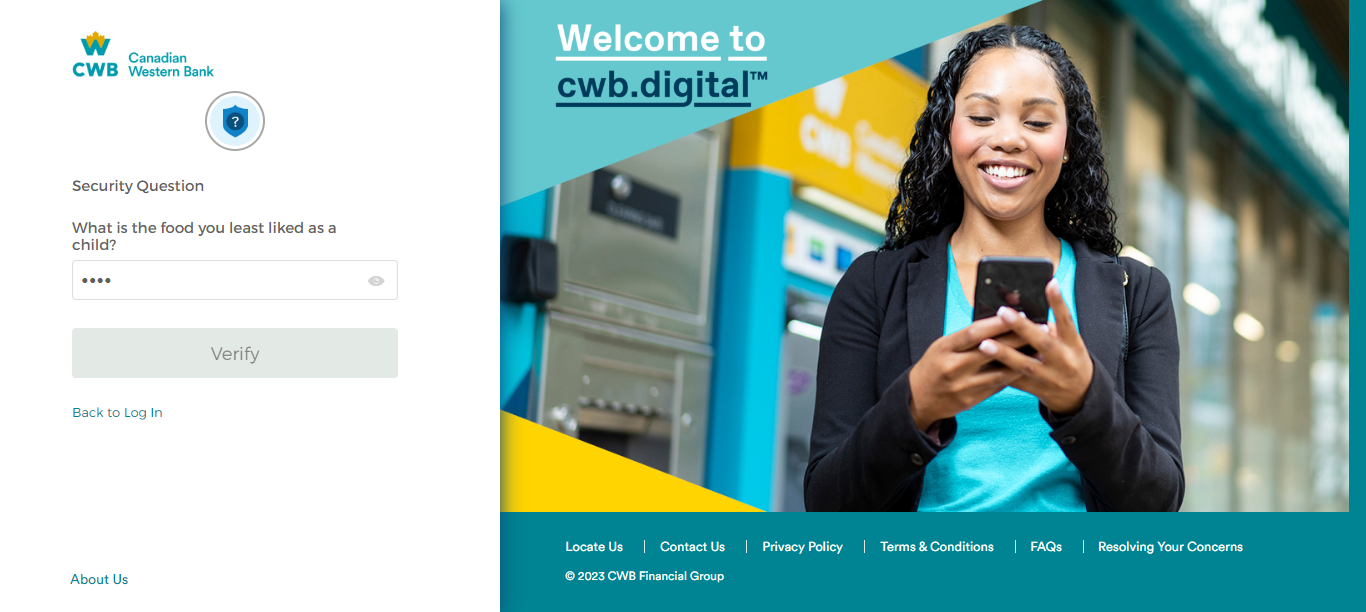 CWB
Canadian
Western Bank
?
Security Question
What is the food you least liked as a
child?
••••
Verify
Back to Log In
About Us
Welcome to
cwb.digital™
CWB
Locate Us
Contact Us
Privacy Policy
Terms & Conditions
FAQs
Resolving Your Concerns
© 2023 CWB Financial Group